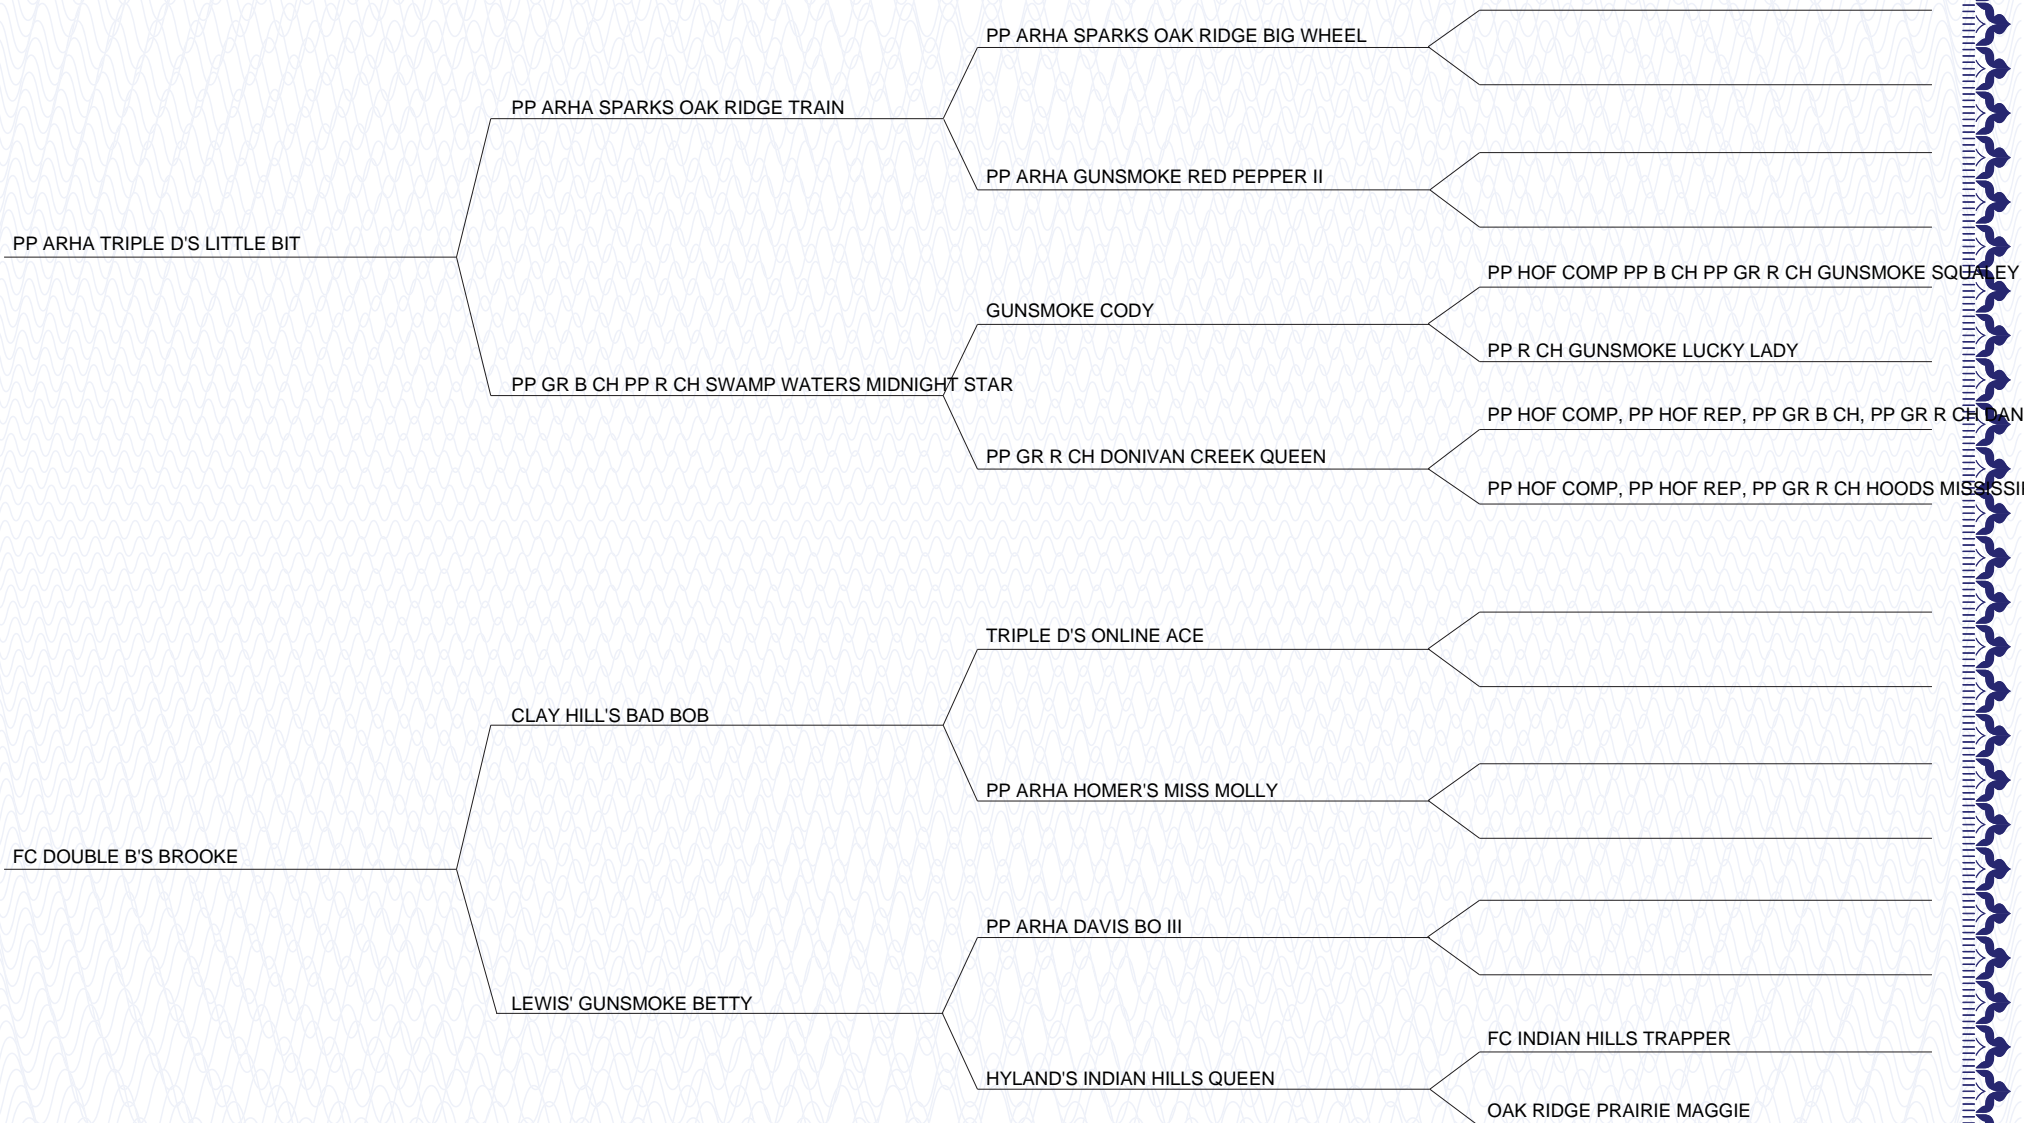 PP ARHA SPARKS OAK RIDGE BIG WHEEL
PP ARHA SPARKS OAK RIDGE TRAIN
PP ARHA GUNSMOKE RED PEPPER II
PP ARHA TRIPLE D'S LITTLE BIT
PP HOF COMP PP B CH PP GR R CH GUNSMOKE SQUALEY
GUNSMOKE CODY
PP R CH GUNSMOKE LUCKY LADY
PP GR B CH PP R CH SWAMP WATERS MIDNIGHT STAR
PP HOF COMP, PP HOF REP, PP GR B CH, PP GR R CH DAN
PP GR R CH DONIVAN CREEK QUEEN
PP HOF COMP, PP HOF REP, PP GR R CH HOODS
TRIPLE D'S ONLINE ACE
CLAY HILL'S BAD BOB
PP ARHA HOMER'S MISS MOLLY
FC DOUBLE B'S BROOKE
PP ARHA DAVIS BO III
LEWIS' GUNSMOKE BETTY
FC INDIAN HILLS TRAPPER
HYLAND'S INDIAN HILLS QUEEN
OAK RIDGE PRAIRIE MAGGIE